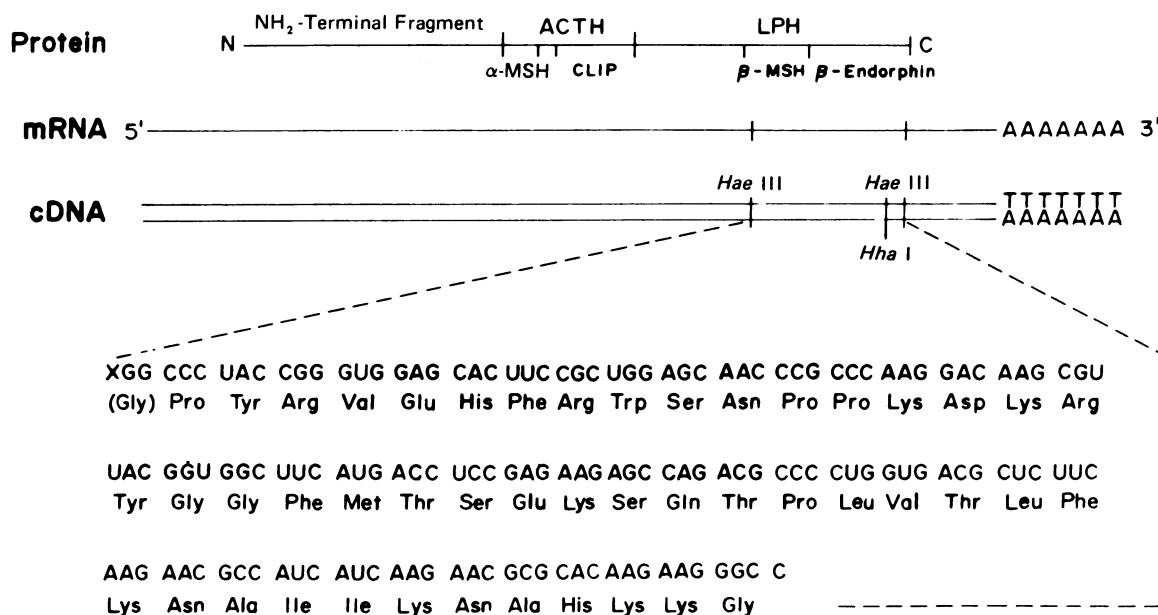 NH₂-Terminal Fragment ACTH LPH
Protein N C
α-MSH CLIP β-MSH β-Endorphin
mRNA 5' AAAAAAA 3'
Hae III Hae III
cDNA TTTTTTT
AAAAAAA
Hha I
XGG CCC UAC CGG GUG GAG CAC UUC CGC UGG AGC AAC CCG CCC AAG GAC AAG CGU
(Gly) Pro Tyr Arg Val Glu His Phe Arg Trp Ser Asn Pro Pro Lys Asp Lys Arg
UAC GGU GGC UUC AUG ACC UCC GAG AAG AGC CAG ACG CCC CUG GUG ACG CUC UUC
Tyr Gly Gly Phe Met Thr Ser Glu Lys Ser Gln Thr Pro Leu Val Thr Leu Phe
AAG AAC GCC AUC AUC AAG AAC GCG CAC AAG AAG GGC C
Lys Asn Ala Ile Ile Lys Asn Ala His Lys Lys Gly